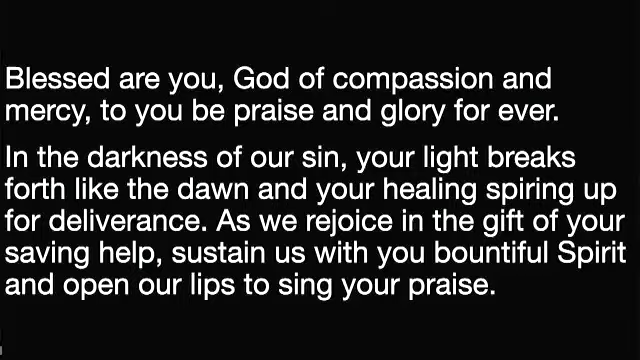 Blessed are you, God of compassion and
mercy, to you be praise and glory for ever.
In the darkness of our sin, your light breaks
forth like the dawn and your healing spiring up
for deliverance. As we rejoice in the gift of your
saving help, sustain us with you bountiful Spirit
and open our lips to sing your praise.